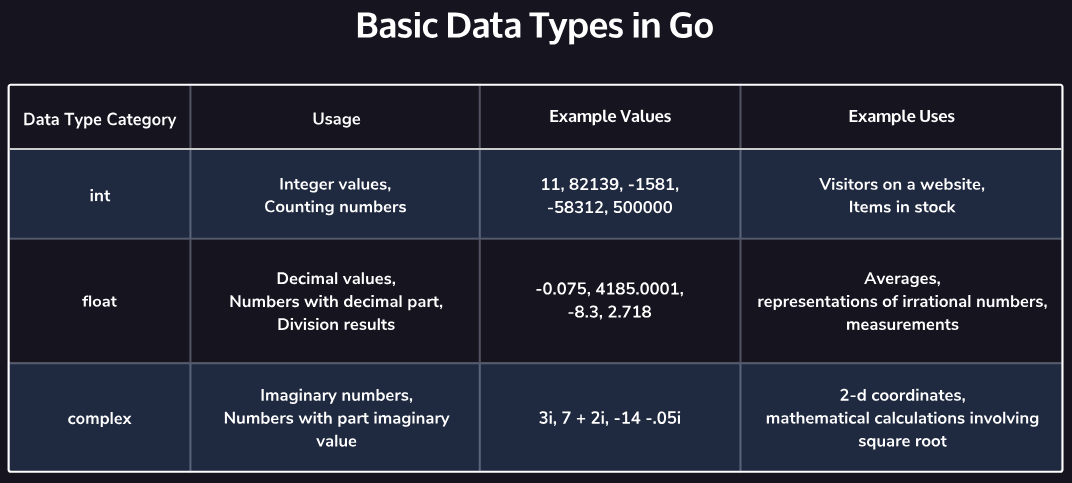 Basic Data Types in Go
Data Type Category
Usage
Example Values
Example Uses
int
Integer values,
Counting numbers
11, 82139, -1581,
-58312, 500000
Visitors on a website,
Items in stock
float
Decimal values,
Numbers with decimal part,
Division results
-0.075, 4185.0001,
-8.3, 2.718
Averages,
representations of irrational numbers,
measurements
complex
Imaginary numbers,
Numbers with part imaginary
value
3i, 7 + 2i, -14 -.05i
2-d coordinates,
mathematical calculations involving
square root